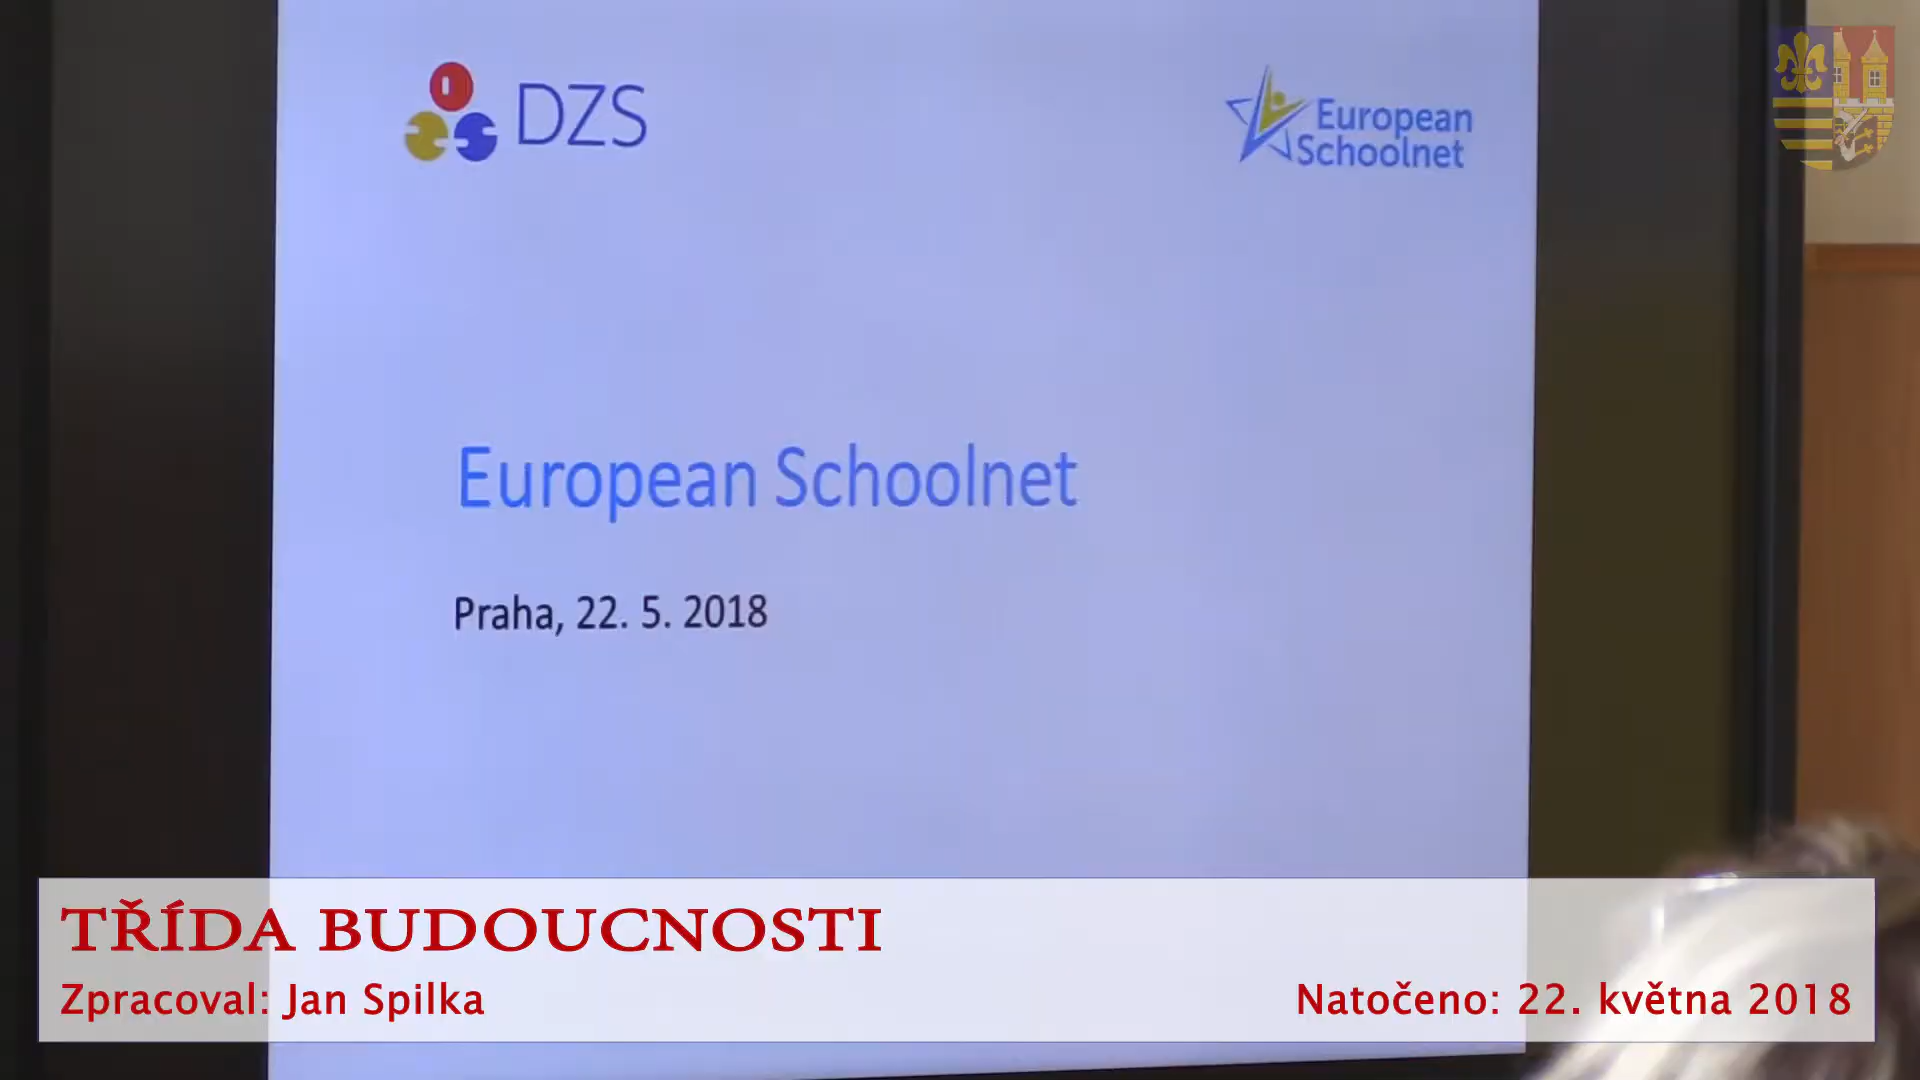 DZS
European
Schoolnet
European Schoolnet
Praha, 22. 5. 2018
TŘÍDA BUDOUCNOSTI
Zpracoval: Jan Spilka
Natočeno: 22. května 2018